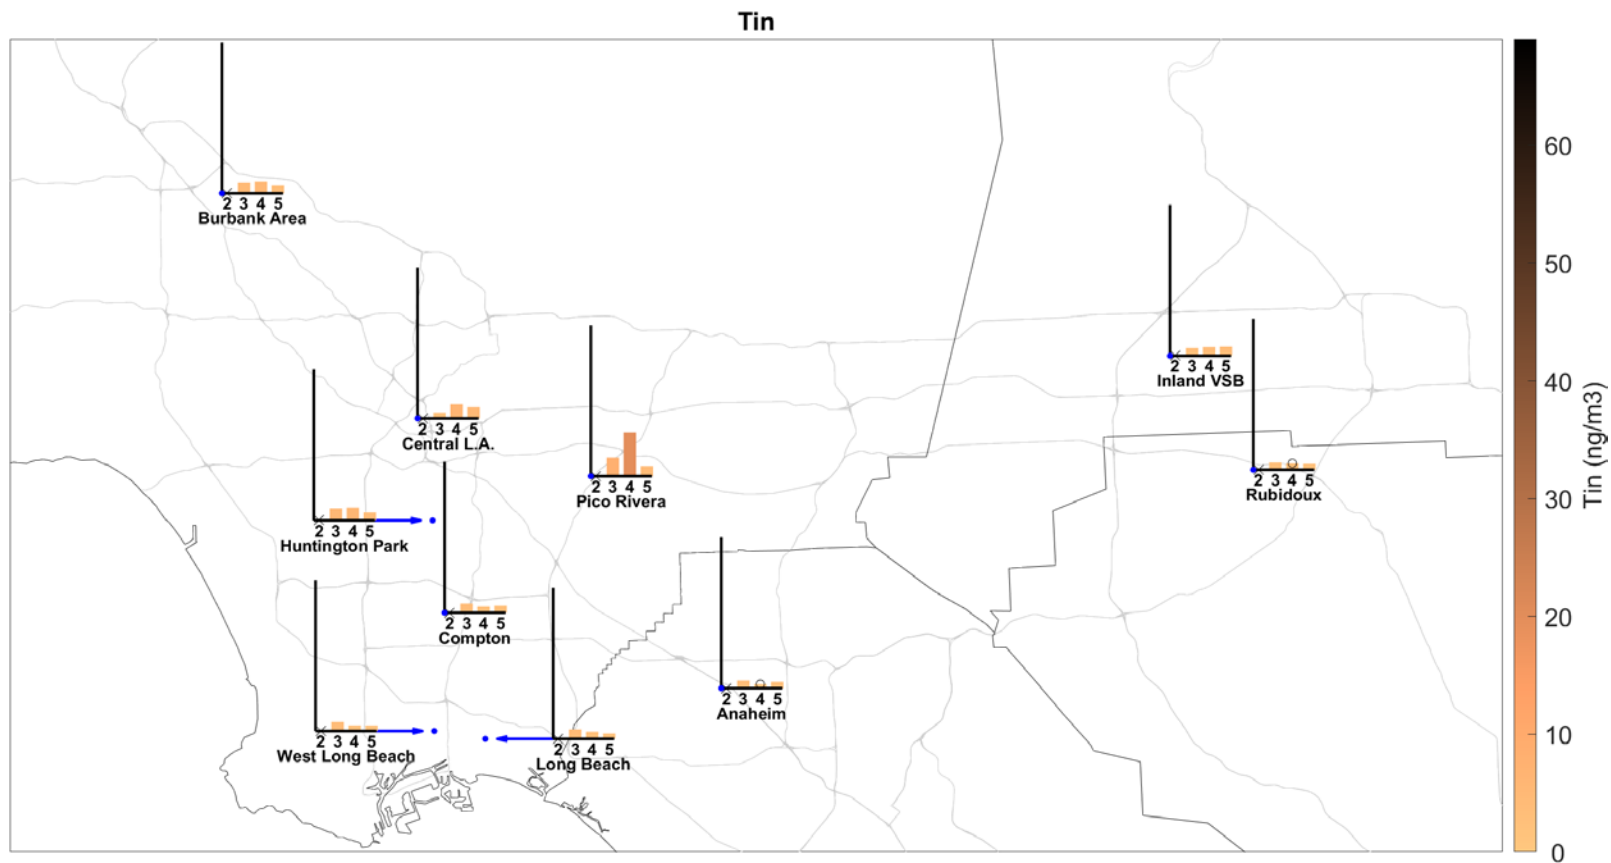 Tin
2 3 4 5
Burbank Area
2 3 4 5
Central L.A.
2 3 4 5
Pico Rivera
2 3 4 5
Inland VSB
2 3 4 5
Rubidoux
2 3 4 5
Huntington Park
2 3 4 5
Compton
2 3 4 5
Anaheim
2 3 4 5
West Long Beach
2 3 4 5
Long Beach
60
50
40
30
20
10
0
Tin (ng/m3)